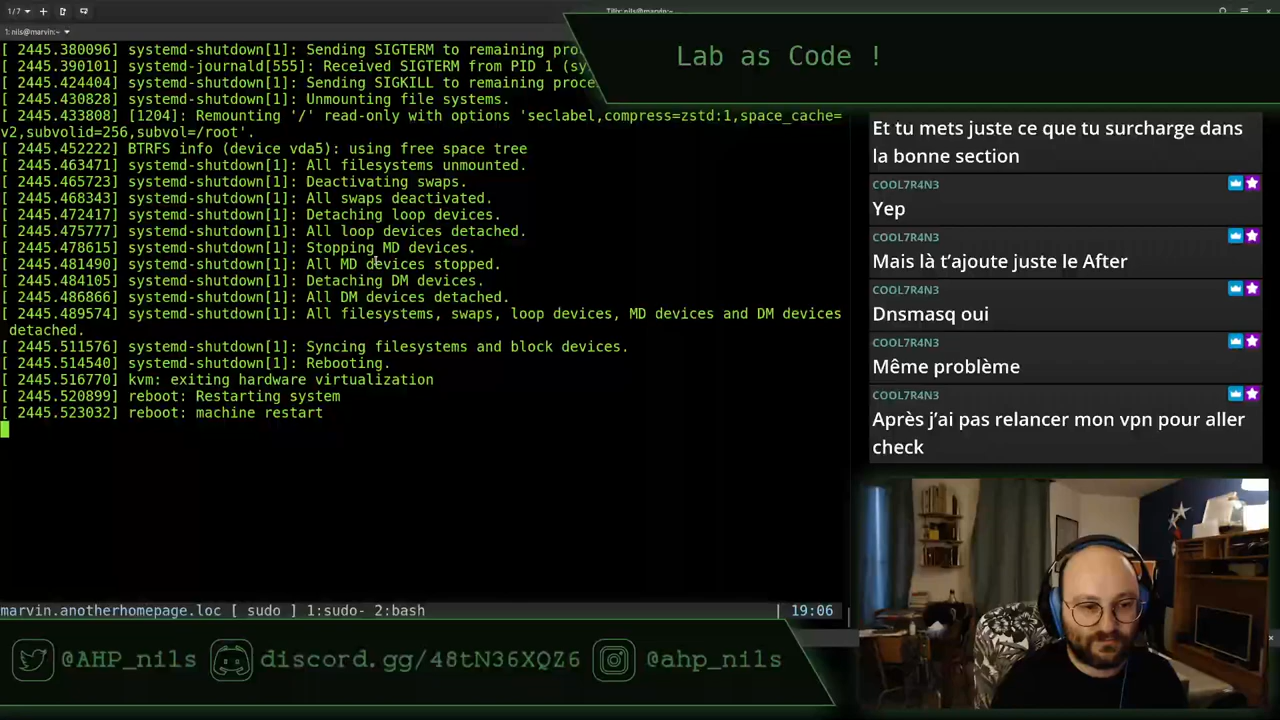 1/7
Tilix: nils@marvin:~
1: nils@marvin:~
[ 2445.380096] systemd-shutdown[1]: Sending SIGTERM to remaining pro
[ 2445.390101] systemd-journald[555]: Received SIGTERM from PID 1 (sy
[ 2445.424404] systemd-shutdown[1]: Sending SIGKILL to remaining proce
[ 2445.430828] systemd-shutdown[1]: Unmounting file systems.
[ 2445.433808] [1204]: Remounting '/' read-only with options 'seclabel,compress=zstd:1,space_cache=
v2,subvolid=256,subvol=/root'.
[ 2445.452222] BTRFS info (device vda5): using free space tree
[ 2445.463471] systemd-shutdown[1]: All filesystems unmounted.
[ 2445.465723] systemd-shutdown[1]: Deactivating swaps.
[ 2445.468343] systemd-shutdown[1]: All swaps deactivated.
[ 2445.472417] systemd-shutdown[1]: Detaching loop devices.
[ 2445.475777] systemd-shutdown[1]: All loop devices detached.
[ 2445.478615] systemd-shutdown[1]: Stopping MD devices.
[ 2445.481490] systemd-shutdown[1]: All MD devices stopped.
[ 2445.484105] systemd-shutdown[1]: Detaching DM devices.
[ 2445.486866] systemd-shutdown[1]: All DM devices detached.
[ 2445.489574] systemd-shutdown[1]: All filesystems, swaps, loop devices, MD devices and DM devices
detached.
[ 2445.511576] systemd-shutdown[1]: Syncing filesystems and block devices.
[ 2445.514540] systemd-shutdown[1]: Rebooting.
[ 2445.516770] kvm: exiting hardware virtualization
[ 2445.520899] reboot: Restarting system
[ 2445.523032] reboot: machine restart
marvin.anotherhomepage.loc [ sudo ] 1:sudo- 2:bash | 19:06
Lab as Code !
Et tu mets juste ce que tu surcharge dans
la bonne section
COOL7R4N3
Yep
COOL7R4N3
Mais là t’ajoute juste le After
COOL7R4N3
Dnsmasq oui
COOL7R4N3
Même problème
COOL7R4N3
Après j’ai pas relancer mon vpn pour aller
check
@AHP_nils discord.gg/48tN36XQZ6 @ahp_nils